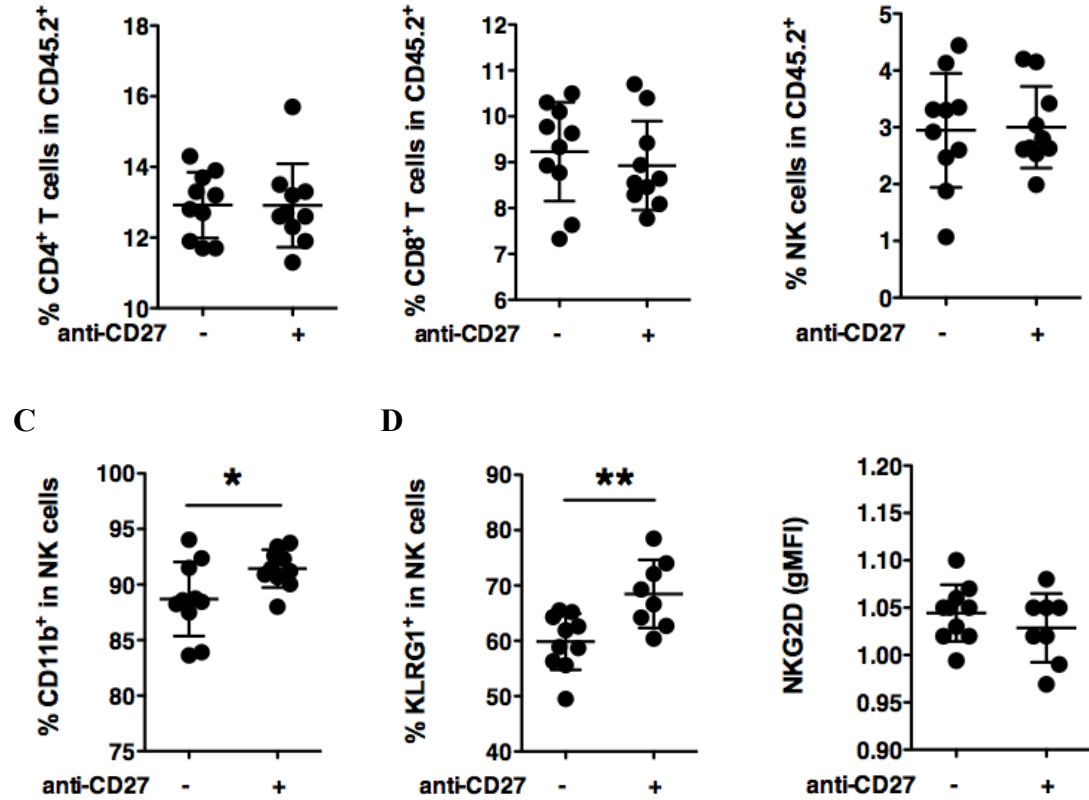 % CD4⁺ T cells in CD45.2⁺
18
16
14
12
10
anti-CD27 - +
% CD8⁺ T cells in CD45.2⁺
12
11
10
9
8
7
6
anti-CD27 - +
% NK cells in CD45.2⁺
5
4
3
2
1
0
anti-CD27 - +
C
% CD11b⁺ in NK cells
100
95
90
85
80
75
*
anti-CD27 - +
D
% KLRG1⁺ in NK cells
90
80
70
60
50
40
**
anti-CD27 - +
NKG2D (gMFI)
1.20
1.15
1.10
1.05
1.00
0.95
0.90
anti-CD27 - +